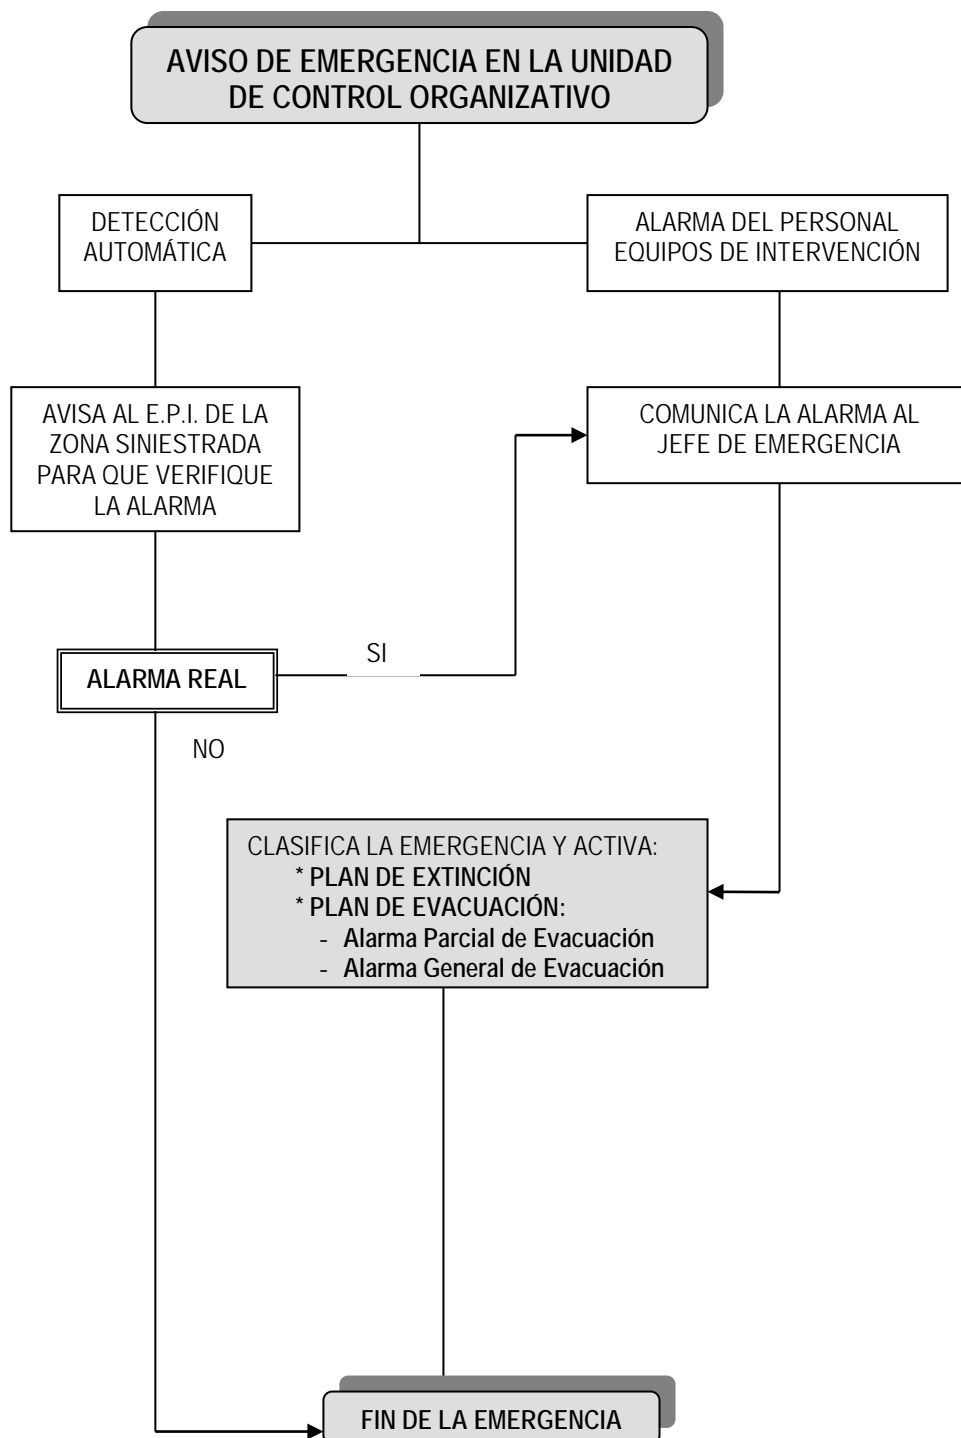 AVISO DE EMERGENCIA EN LA UNIDAD
DE CONTROL ORGANIZATIVO
DETECCIÓN
AUTOMÁTICA
ALARMA DEL PERSONAL
EQUIPOS DE INTERVENCIÓN
AVISA AL E.P.I. DE LA
ZONA SINIESTRADA
PARA QUE VERIFIQUE
LA ALARMA
COMUNICA LA ALARMA AL
JEFE DE EMERGENCIA
ALARMA REAL
SI
NO
CLASIFICA LA EMERGENCIA Y ACTIVA:
* PLAN DE EXTINCIÓN
* PLAN DE EVACUACIÓN:
- Alarma Parcial de Evacuación
- Alarma General de Evacuación
FIN DE LA EMERGENCIA